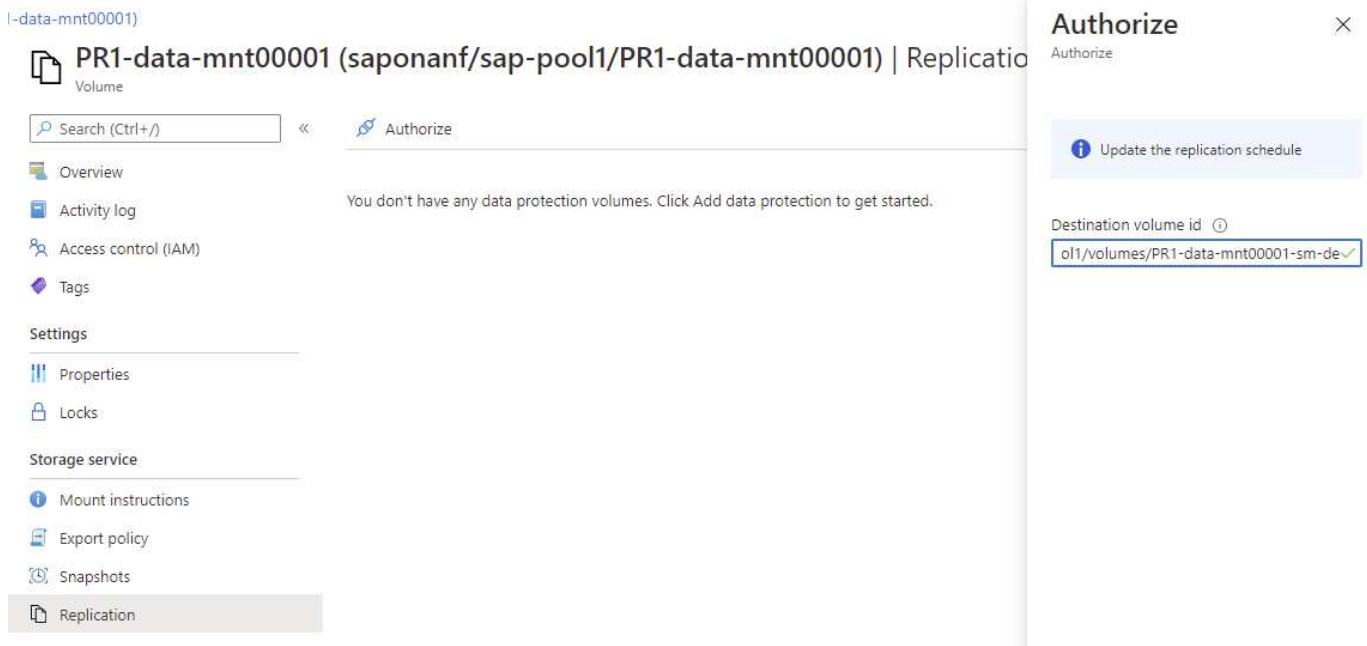 -data-mnt00001)
PR1-data-mnt00001 (saponanf/sap-pool1/PR1-data-mnt00001) | Replicatio
Volume
Search (Ctrl+/)
«
Overview
Activity log
Access control (IAM)
Tags
Settings
Properties
Locks
Storage service
Mount instructions
Export policy
Snapshots
Replication
Authorize
You don't have any data protection volumes. Click Add data protection to get started.
Authorize
Authorize
Update the replication schedule
Destination volume id
ol1/volumes/PR1-data-mnt00001-sm-de